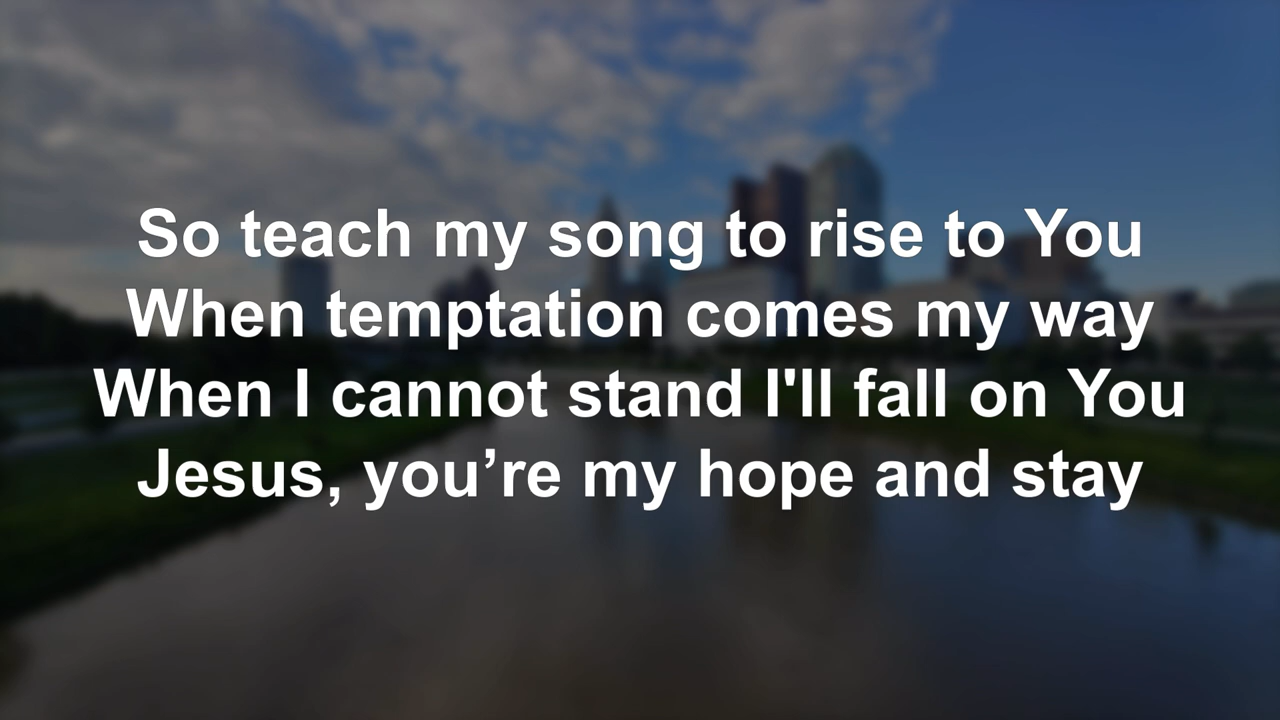 So teach my song to rise to You
When temptation comes my way
When I cannot stand I'll fall on You
Jesus, you’re my hope and stay